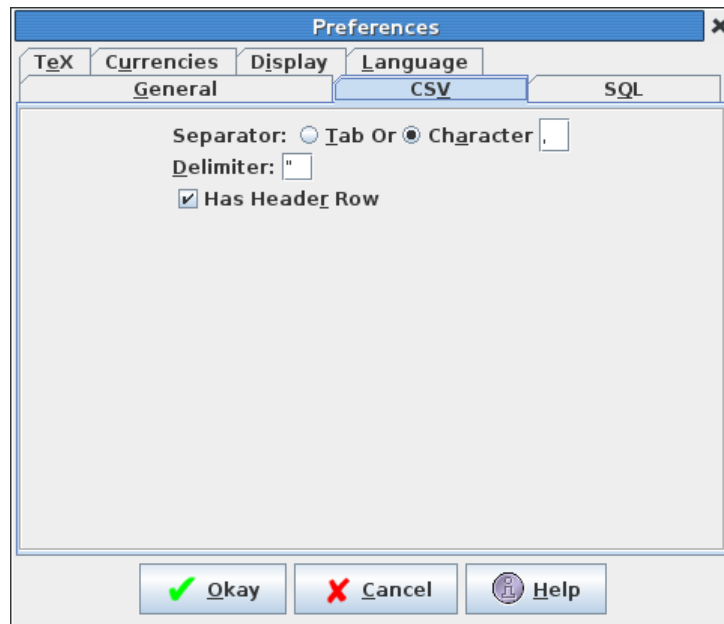 Preferences
TeX Currencies Display Language
General CSV SQL
Separator: Tab Or Character ,
Delimiter: "
Has Header Row
Okay Cancel Help